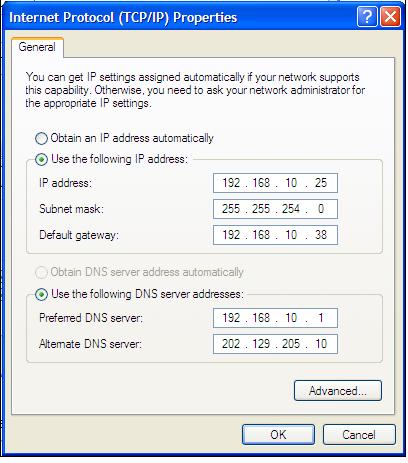 Internet Protocol (TCP/IP) Properties
General
You can get IP settings assigned automatically if your network supports
this capability. Otherwise, you need to ask your network administrator for
the appropriate IP settings.
Obtain an IP address automatically
Use the following IP address:
IP address: 192 . 168 . 10 . 25
Subnet mask: 255 . 255 . 254 . 0
Default gateway: 192 . 168 . 10 . 38
Obtain DNS server address automatically
Use the following DNS server addresses:
Preferred DNS server: 192 . 168 . 10 . 1
Alternate DNS server: 202 . 129 . 205 . 10
Advanced...
OK Cancel